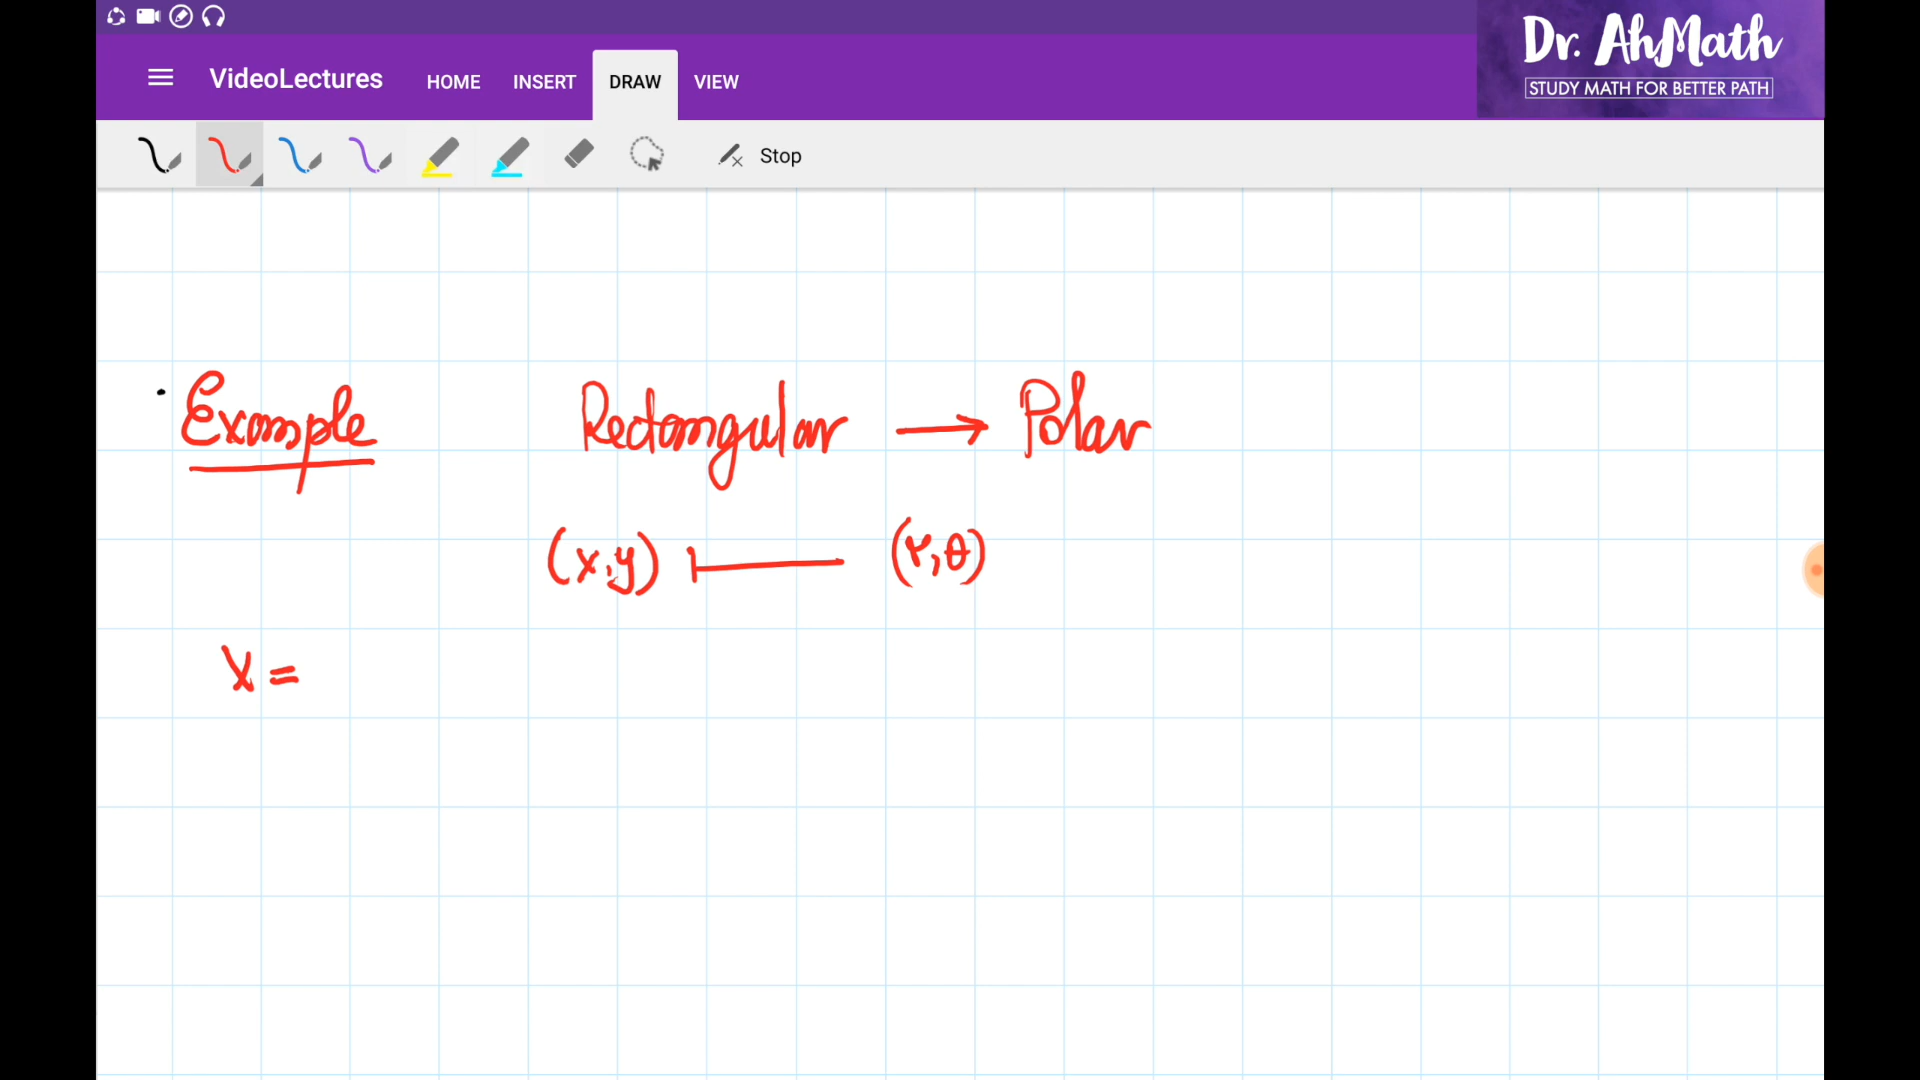 Dr. AhMath
STUDY MATH FOR BETTER PATH
VideoLectures HOME INSERT DRAW VIEW
Stop
Example Rectangular → Polar
(x,y) (r,θ)
x =